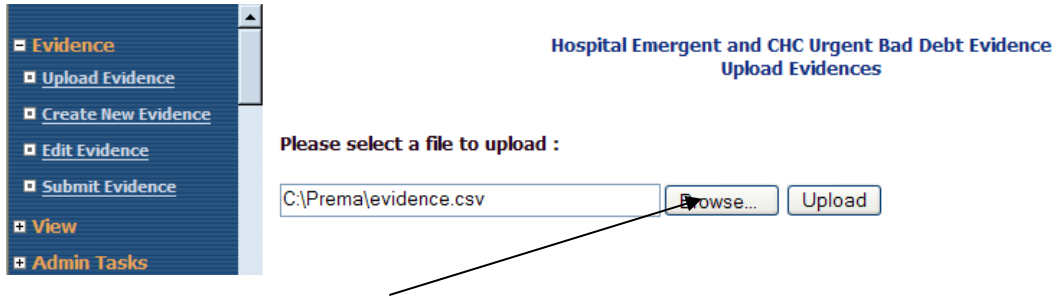 Evidence
Upload Evidence
Create New Evidence
Edit Evidence
Submit Evidence
View
Admin Tasks
Hospital Emergent and CHC Urgent Bad Debt Evidence
Upload Evidences
Please select a file to upload :
C:\Prema\evidence.csv
Browse...
Upload